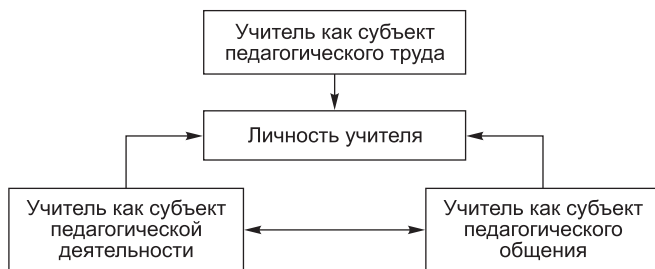 Учитель как субъект
педагогического труда
Личность учителя
Учитель как субъект
педагогической
деятельности
Учитель как субъект
педагогического
общения